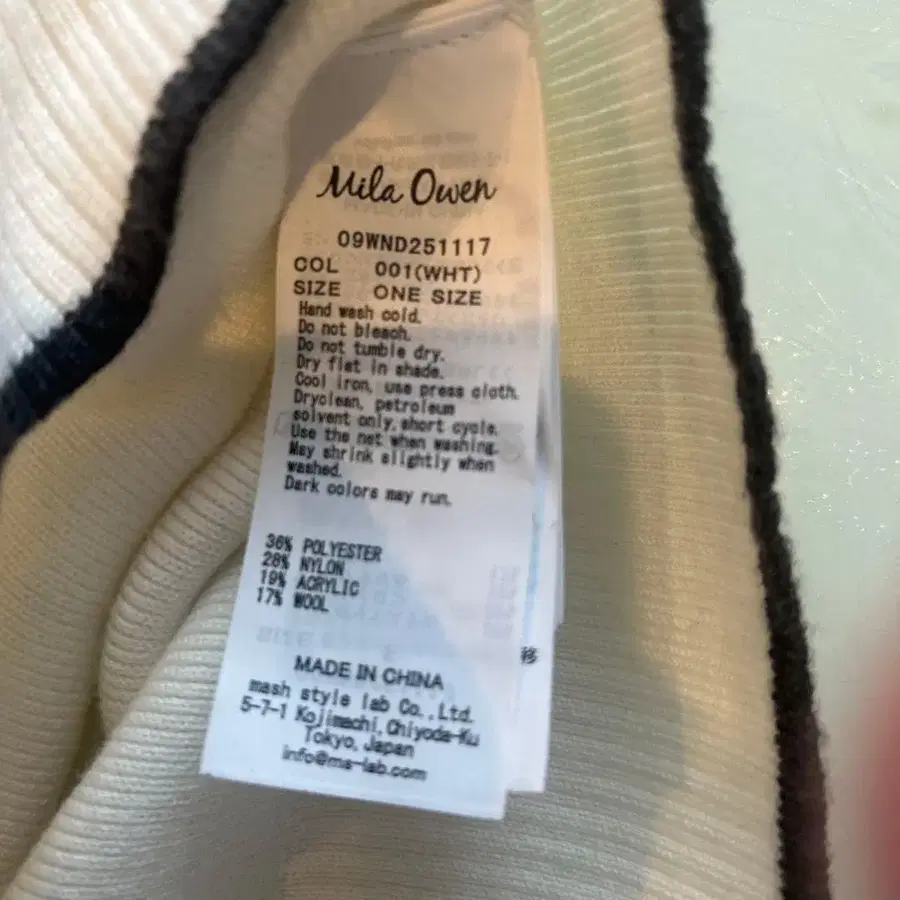 Mila Owen
09WND251117
COL 001(WHT)
SIZE ONE SIZE
Hand wash cold.
Do not bleach.
Do not tumble dry.
Dry flat in shade.
Cool iron, use press cloth.
Dryclean, petroleum
solvent only, short cycle.
Use the net when washing.
May shrink slightly when
washed.
Dark colors may run.
36% POLYESTER
28% NYLON
19% ACRYLIC
17% WOOL
移
MADE IN CHINA
mash style lab Co.,Ltd.
5-7-1 Kojimachi, Chiyoda-Ku
Tokyo, Japan
info@ms-lab.com